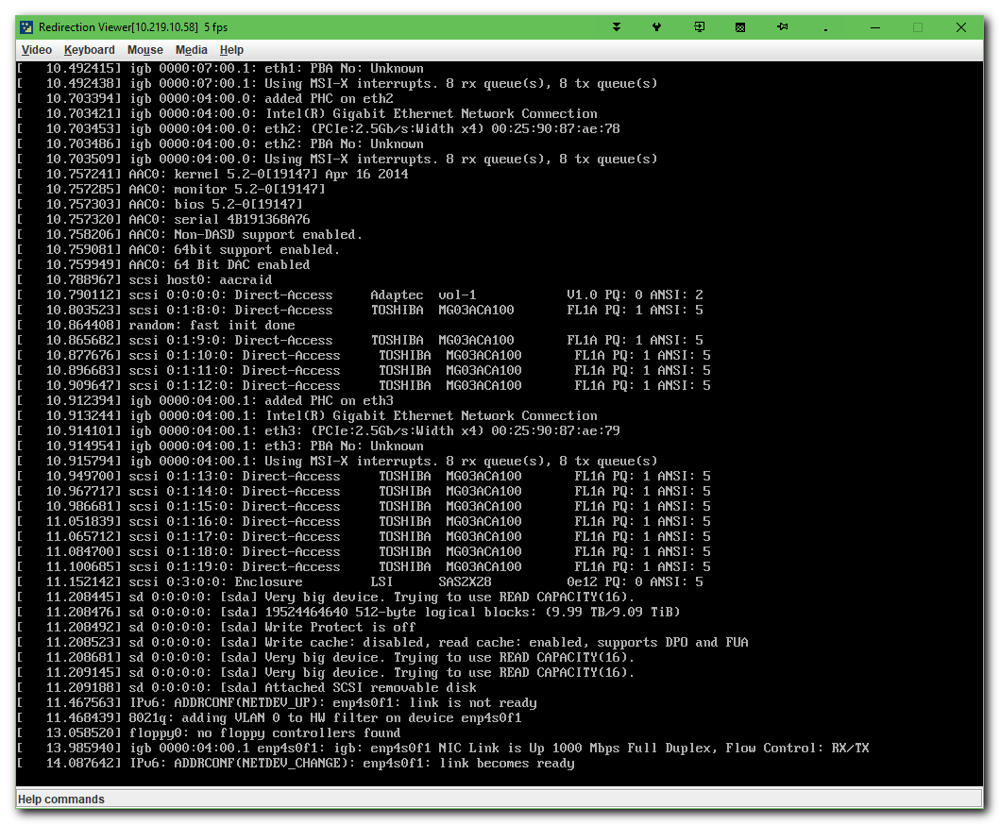 Redirection Viewer[10.219.10.58] 5 fps
Video Keyboard Mouse Media Help
[   10.492415] igb 0000:07:00.1: eth1: PBA No: Unknown
[   10.492438] igb 0000:07:00.1: Using MSI-X interrupts. 8 rx queue(s), 8 tx queue(s)
[   10.703394] igb 0000:04:00.0: added PHC on eth2
[   10.703421] igb 0000:04:00.0: Intel(R) Gigabit Ethernet Network Connection
[   10.703453] igb 0000:04:00.0: eth2: (PCIe:2.5Gb/s:Width x4) 00:25:90:87:ae:78
[   10.703486] igb 0000:04:00.0: eth2: PBA No: Unknown
[   10.703509] igb 0000:04:00.0: Using MSI-X interrupts. 8 rx queue(s), 8 tx queue(s)
[   10.757241] AAC0: kernel 5.2-0[19147] Apr 16 2014
[   10.757285] AAC0: monitor 5.2-0[19147]
[   10.757303] AAC0: bios 5.2-0[19147]
[   10.757320] AAC0: serial 4B191368A76
[   10.758206] AAC0: Non-DASD support enabled.
[   10.759081] AAC0: 64bit support enabled.
[   10.759949] AAC0: 64 Bit DAC enabled
[   10.788967] scsi host0: aacraid
[   10.790112] scsi 0:0:0:0: Direct-Access     Adaptec  vol-1            V1.0 PQ: 0 ANSI: 2
[   10.803523] scsi 0:1:8:0: Direct-Access     TOSHIBA  MG03ACA100       FL1A PQ: 1 ANSI: 5
[   10.864408] random: fast init done
[   10.865682] scsi 0:1:9:0: Direct-Access     TOSHIBA  MG03ACA100       FL1A PQ: 1 ANSI: 5
[   10.877676] scsi 0:1:10:0: Direct-Access     TOSHIBA  MG03ACA100       FL1A PQ: 1 ANSI: 5
[   10.896683] scsi 0:1:11:0: Direct-Access     TOSHIBA  MG03ACA100       FL1A PQ: 1 ANSI: 5
[   10.909647] scsi 0:1:12:0: Direct-Access     TOSHIBA  MG03ACA100       FL1A PQ: 1 ANSI: 5
[   10.912394] igb 0000:04:00.1: added PHC on eth3
[   10.913244] igb 0000:04:00.1: Intel(R) Gigabit Ethernet Network Connection
[   10.914101] igb 0000:04:00.1: eth3: (PCIe:2.5Gb/s:Width x4) 00:25:90:87:ae:79
[   10.914954] igb 0000:04:00.1: eth3: PBA No: Unknown
[   10.915794] igb 0000:04:00.1: Using MSI-X interrupts. 8 rx queue(s), 8 tx queue(s)
[   10.949700] scsi 0:1:13:0: Direct-Access     TOSHIBA  MG03ACA100       FL1A PQ: 1 ANSI: 5
[   10.967717] scsi 0:1:14:0: Direct-Access     TOSHIBA  MG03ACA100       FL1A PQ: 1 ANSI: 5
[   10.986681] scsi 0:1:15:0: Direct-Access     TOSHIBA  MG03ACA100       FL1A PQ: 1 ANSI: 5
[   11.051839] scsi 0:1:16:0: Direct-Access     TOSHIBA  MG03ACA100       FL1A PQ: 1 ANSI: 5
[   11.065712] scsi 0:1:17:0: Direct-Access     TOSHIBA  MG03ACA100       FL1A PQ: 1 ANSI: 5
[   11.084700] scsi 0:1:18:0: Direct-Access     TOSHIBA  MG03ACA100       FL1A PQ: 1 ANSI: 5
[   11.100685] scsi 0:1:19:0: Direct-Access     TOSHIBA  MG03ACA100       FL1A PQ: 1 ANSI: 5
[   11.152142] scsi 0:3:0:0: Enclosure         LSI      SAS2X28          0e12 PQ: 0 ANSI: 5
[   11.208445] sd 0:0:0:0: [sda] Very big device. Trying to use READ CAPACITY(16).
[   11.208476] sd 0:0:0:0: [sda] 19524464640 512-byte logical blocks: (9.99 TB/9.09 TiB)
[   11.208492] sd 0:0:0:0: [sda] Write Protect is off
[   11.208523] sd 0:0:0:0: [sda] Write cache: disabled, read cache: enabled, supports DPO and FUA
[   11.208681] sd 0:0:0:0: [sda] Very big device. Trying to use READ CAPACITY(16).
[   11.209145] sd 0:0:0:0: [sda] Very big device. Trying to use READ CAPACITY(16).
[   11.209188] sd 0:0:0:0: [sda] Attached SCSI removable disk
[   11.467563] IPv6: ADDRCONF(NETDEV_UP): enp4s0f1: link is not ready
[   11.468439] 8021q: adding VLAN 0 to HW filter on device enp4s0f1
[   13.058520] floppy0: no floppy controllers found
[   13.985940] igb 0000:04:00.1 enp4s0f1: igb: enp4s0f1 NIC Link is Up 1000 Mbps Full Duplex, Flow Control: RX/TX
[   14.087642] IPv6: ADDRCONF(NETDEV_CHANGE): enp4s0f1: link becomes ready
Help commands